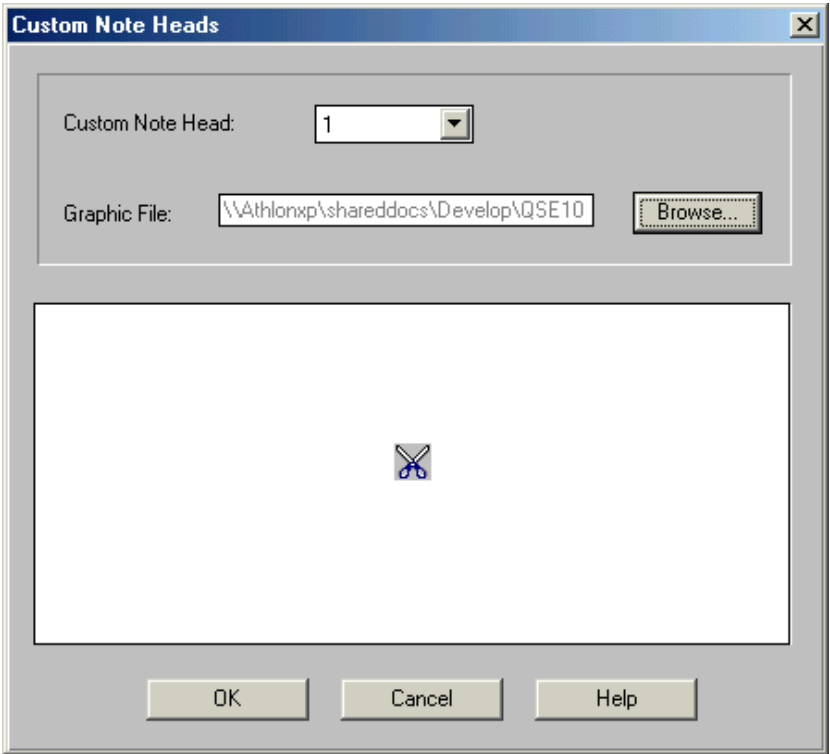 Custom Note Heads
Custom Note Head: 1
Graphic File: \\Athlonxp\shareddocs\Develop\QSE10 Browse...
OK Cancel Help